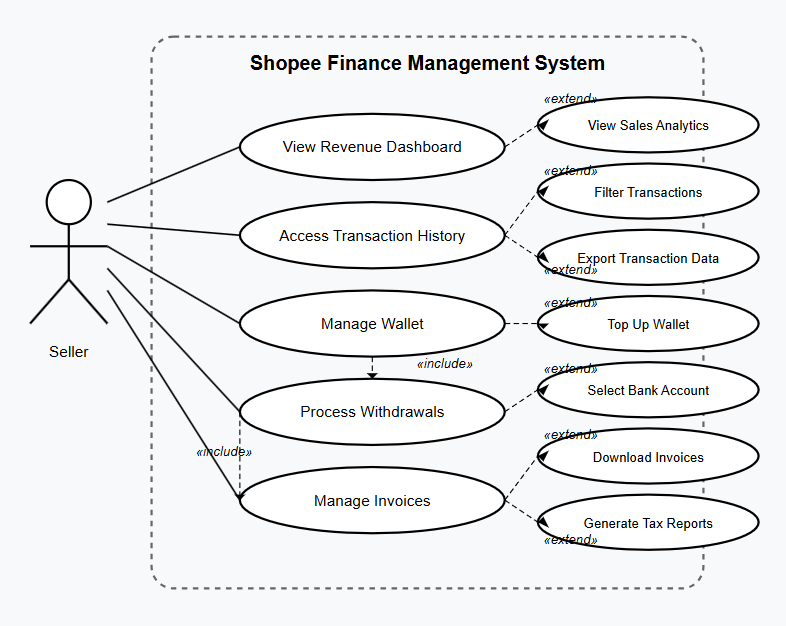 Shopee Finance Management System
«extend»
View Sales Analytics
View Revenue Dashboard
«extend»
Filter Transactions
Access Transaction History
Export Transaction Data
«extend»
«extend»
Manage Wallet
Top Up Wallet
Seller
«include»
«extend»
Select Bank Account
Process Withdrawals
«extend»
«include»
Download Invoices
Manage Invoices
Generate Tax Reports
«extend»